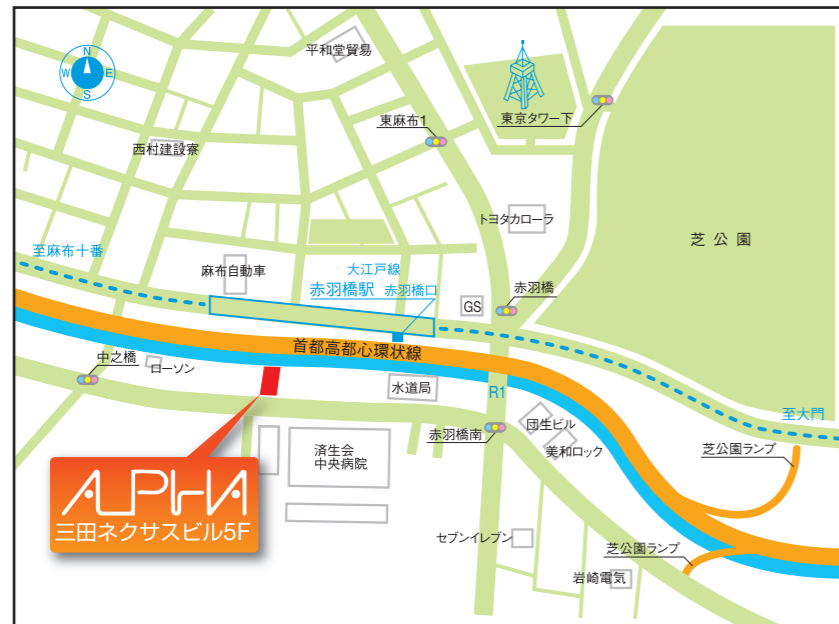 平和堂貿易
N
W
E
S
東麻布1
東京タワー下
西村建設寮
トヨタカローラ
芝公園
至麻布十番
麻布自動車
大江戸線
赤羽橋駅 赤羽橋口
GS
赤羽橋
首都高都心環状線
中之橋
ローソン
水道局
R1
至大門
団生ビル
赤羽橋南
美和ロック
芝公園ランプ
済生会
中央病院
ALPHA
三田ネクサスビル5F
セブンイレブン
芝公園ランプ
岩崎電気